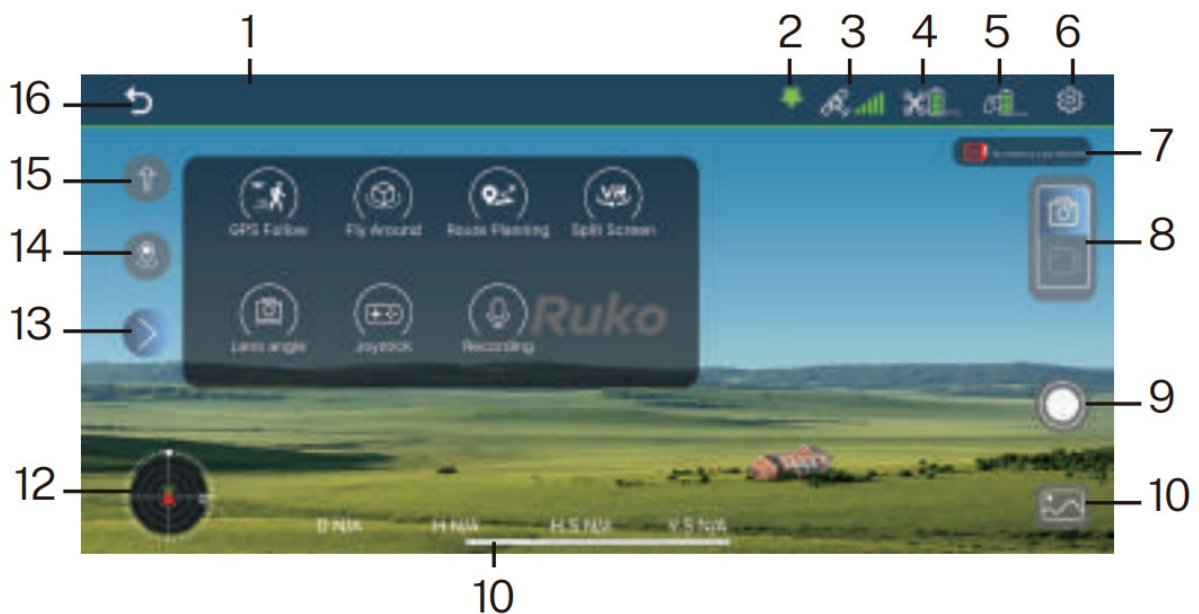 1 2 3 4 5 6
16
7
15
GPS Follow Fly Around Route Planning Split Screen
VR
14
8
13
Ruko
Lens angle Joystick Recording
9
12
10
D N/A H N/A H.S N/A V.S N/A
10